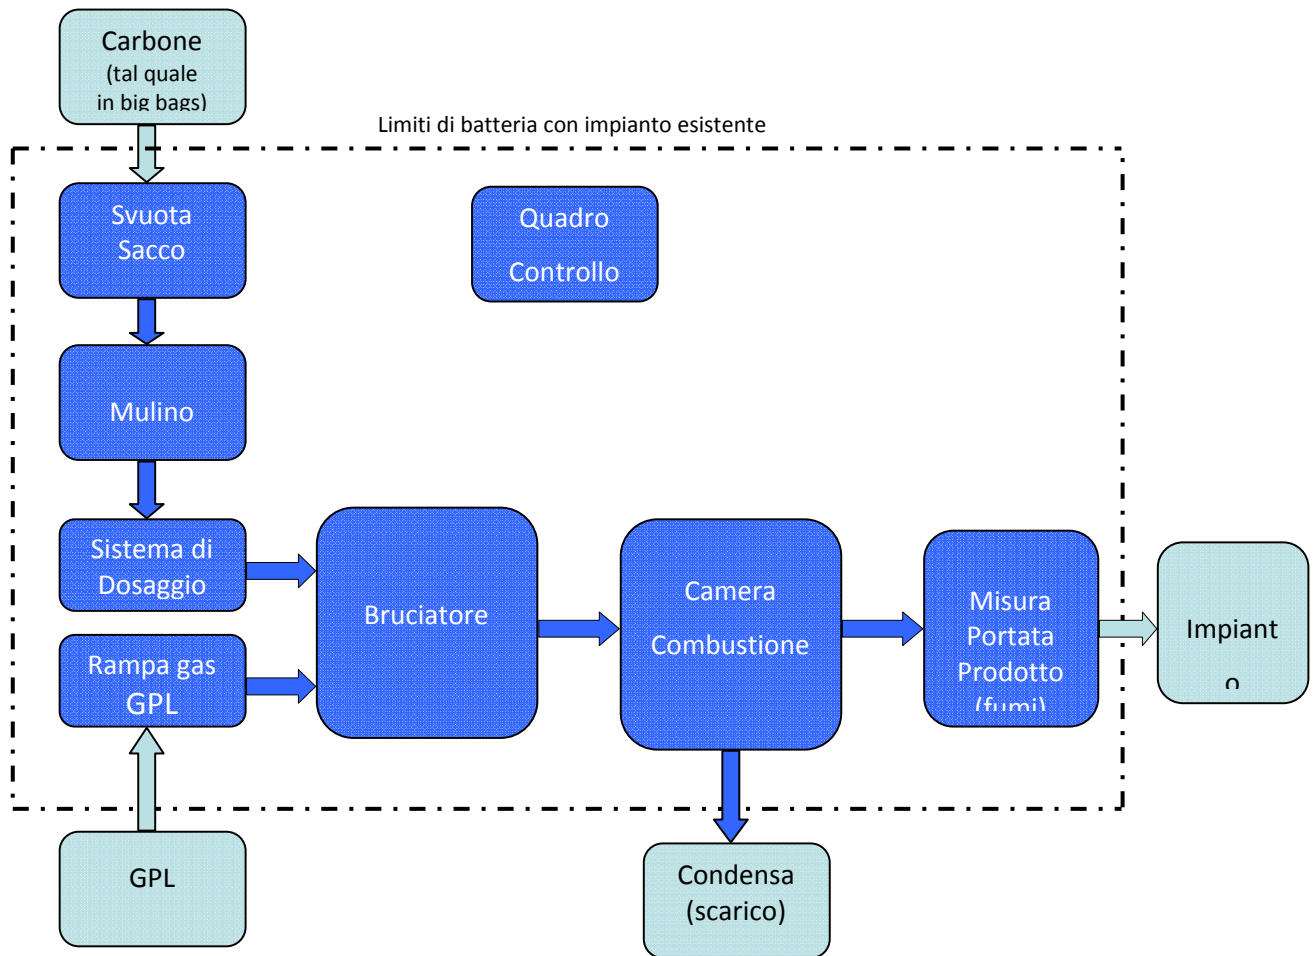 Carbone
(tal quale
in big bags)
Limiti di batteria con impianto esistente
Svuota
Sacco
Quadro
Controllo
Mulino
Sistema di
Dosaggio
Rampa gas
GPL
Bruciatore
Camera
Combustione
Misura
Portata
Prodotto
(fumi)
Impiant
o
GPL
Condensa
(scarico)